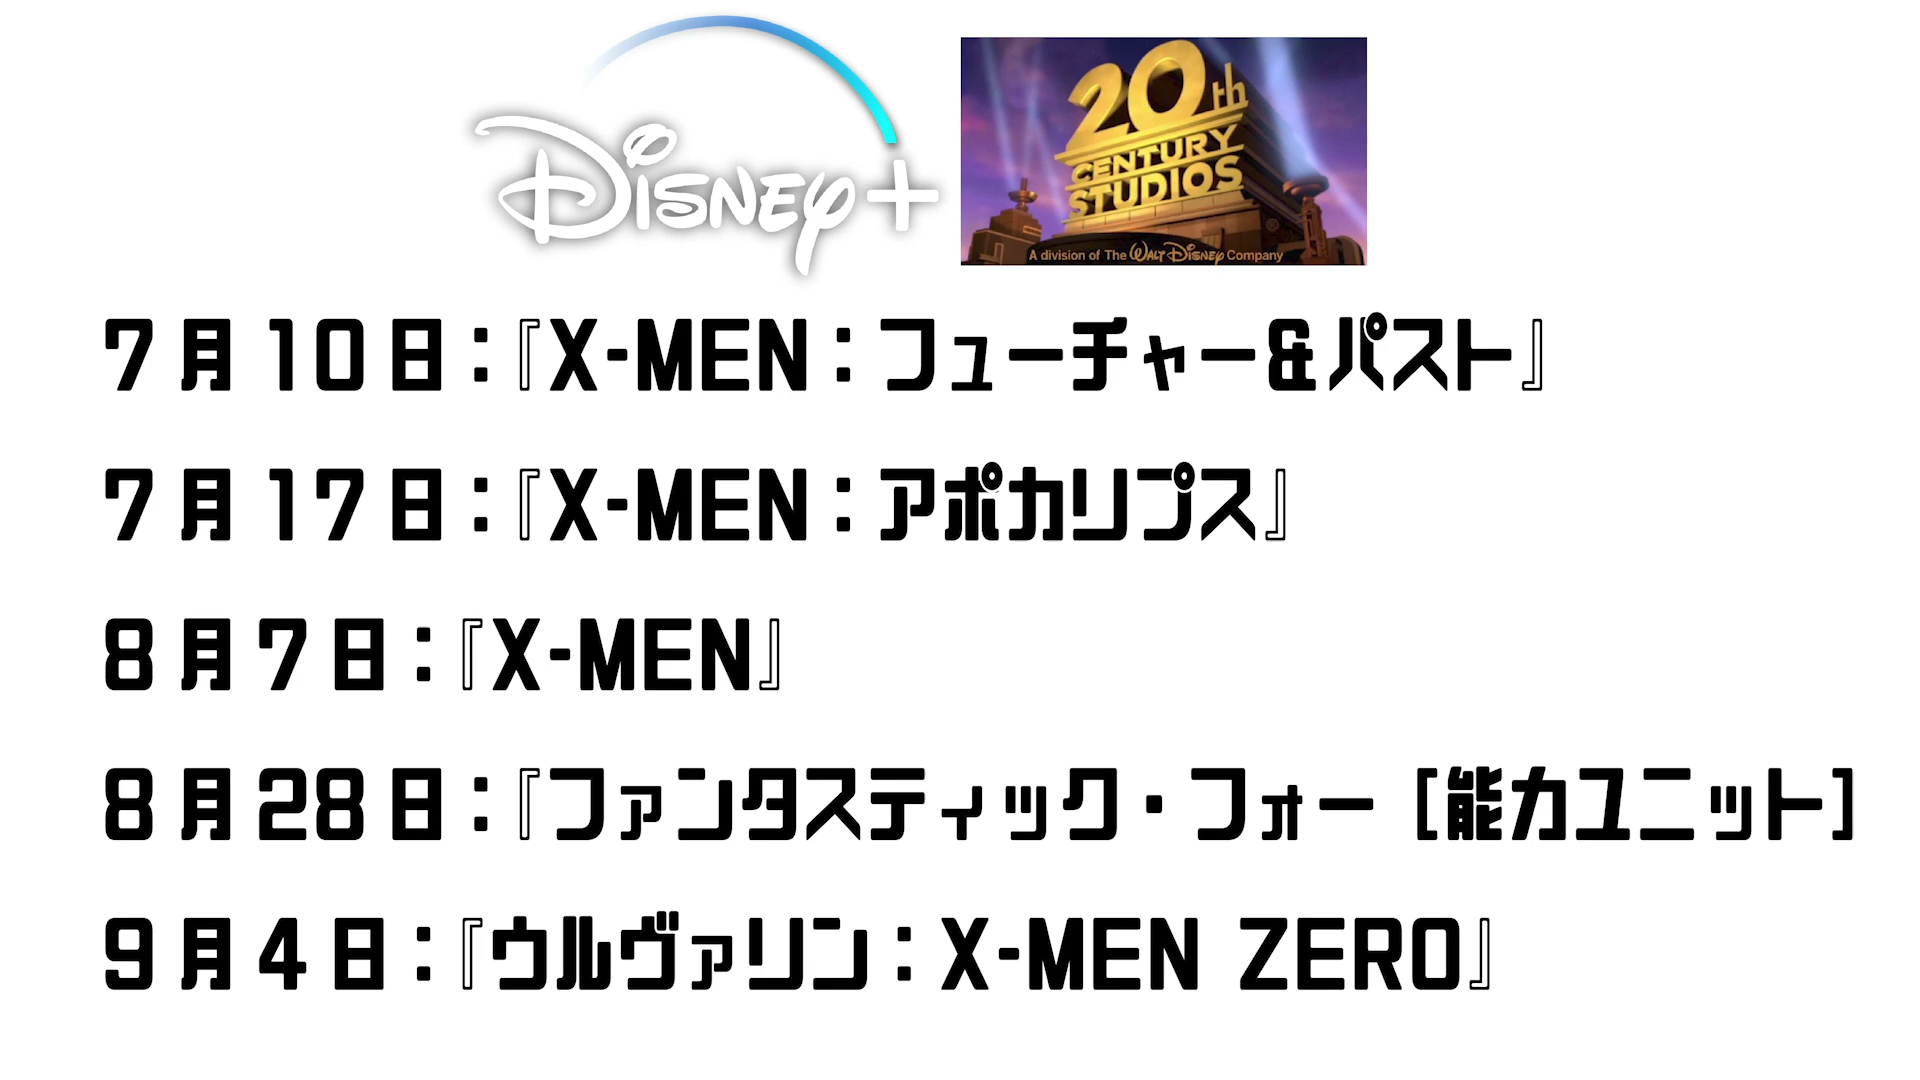 Disney+
20th
CENTURY
STUDIOS
®
A division of The Walt Disney Company
7月10日：『X-MEN：フューチャー&パスト』
7月17日：『X-MEN：アポカリプス』
8月7日：『X-MEN』
8月28日：『ファンタスティック・フォー［能力ユニット］
9月4日：『ウルヴァリン：X-MEN ZERO』